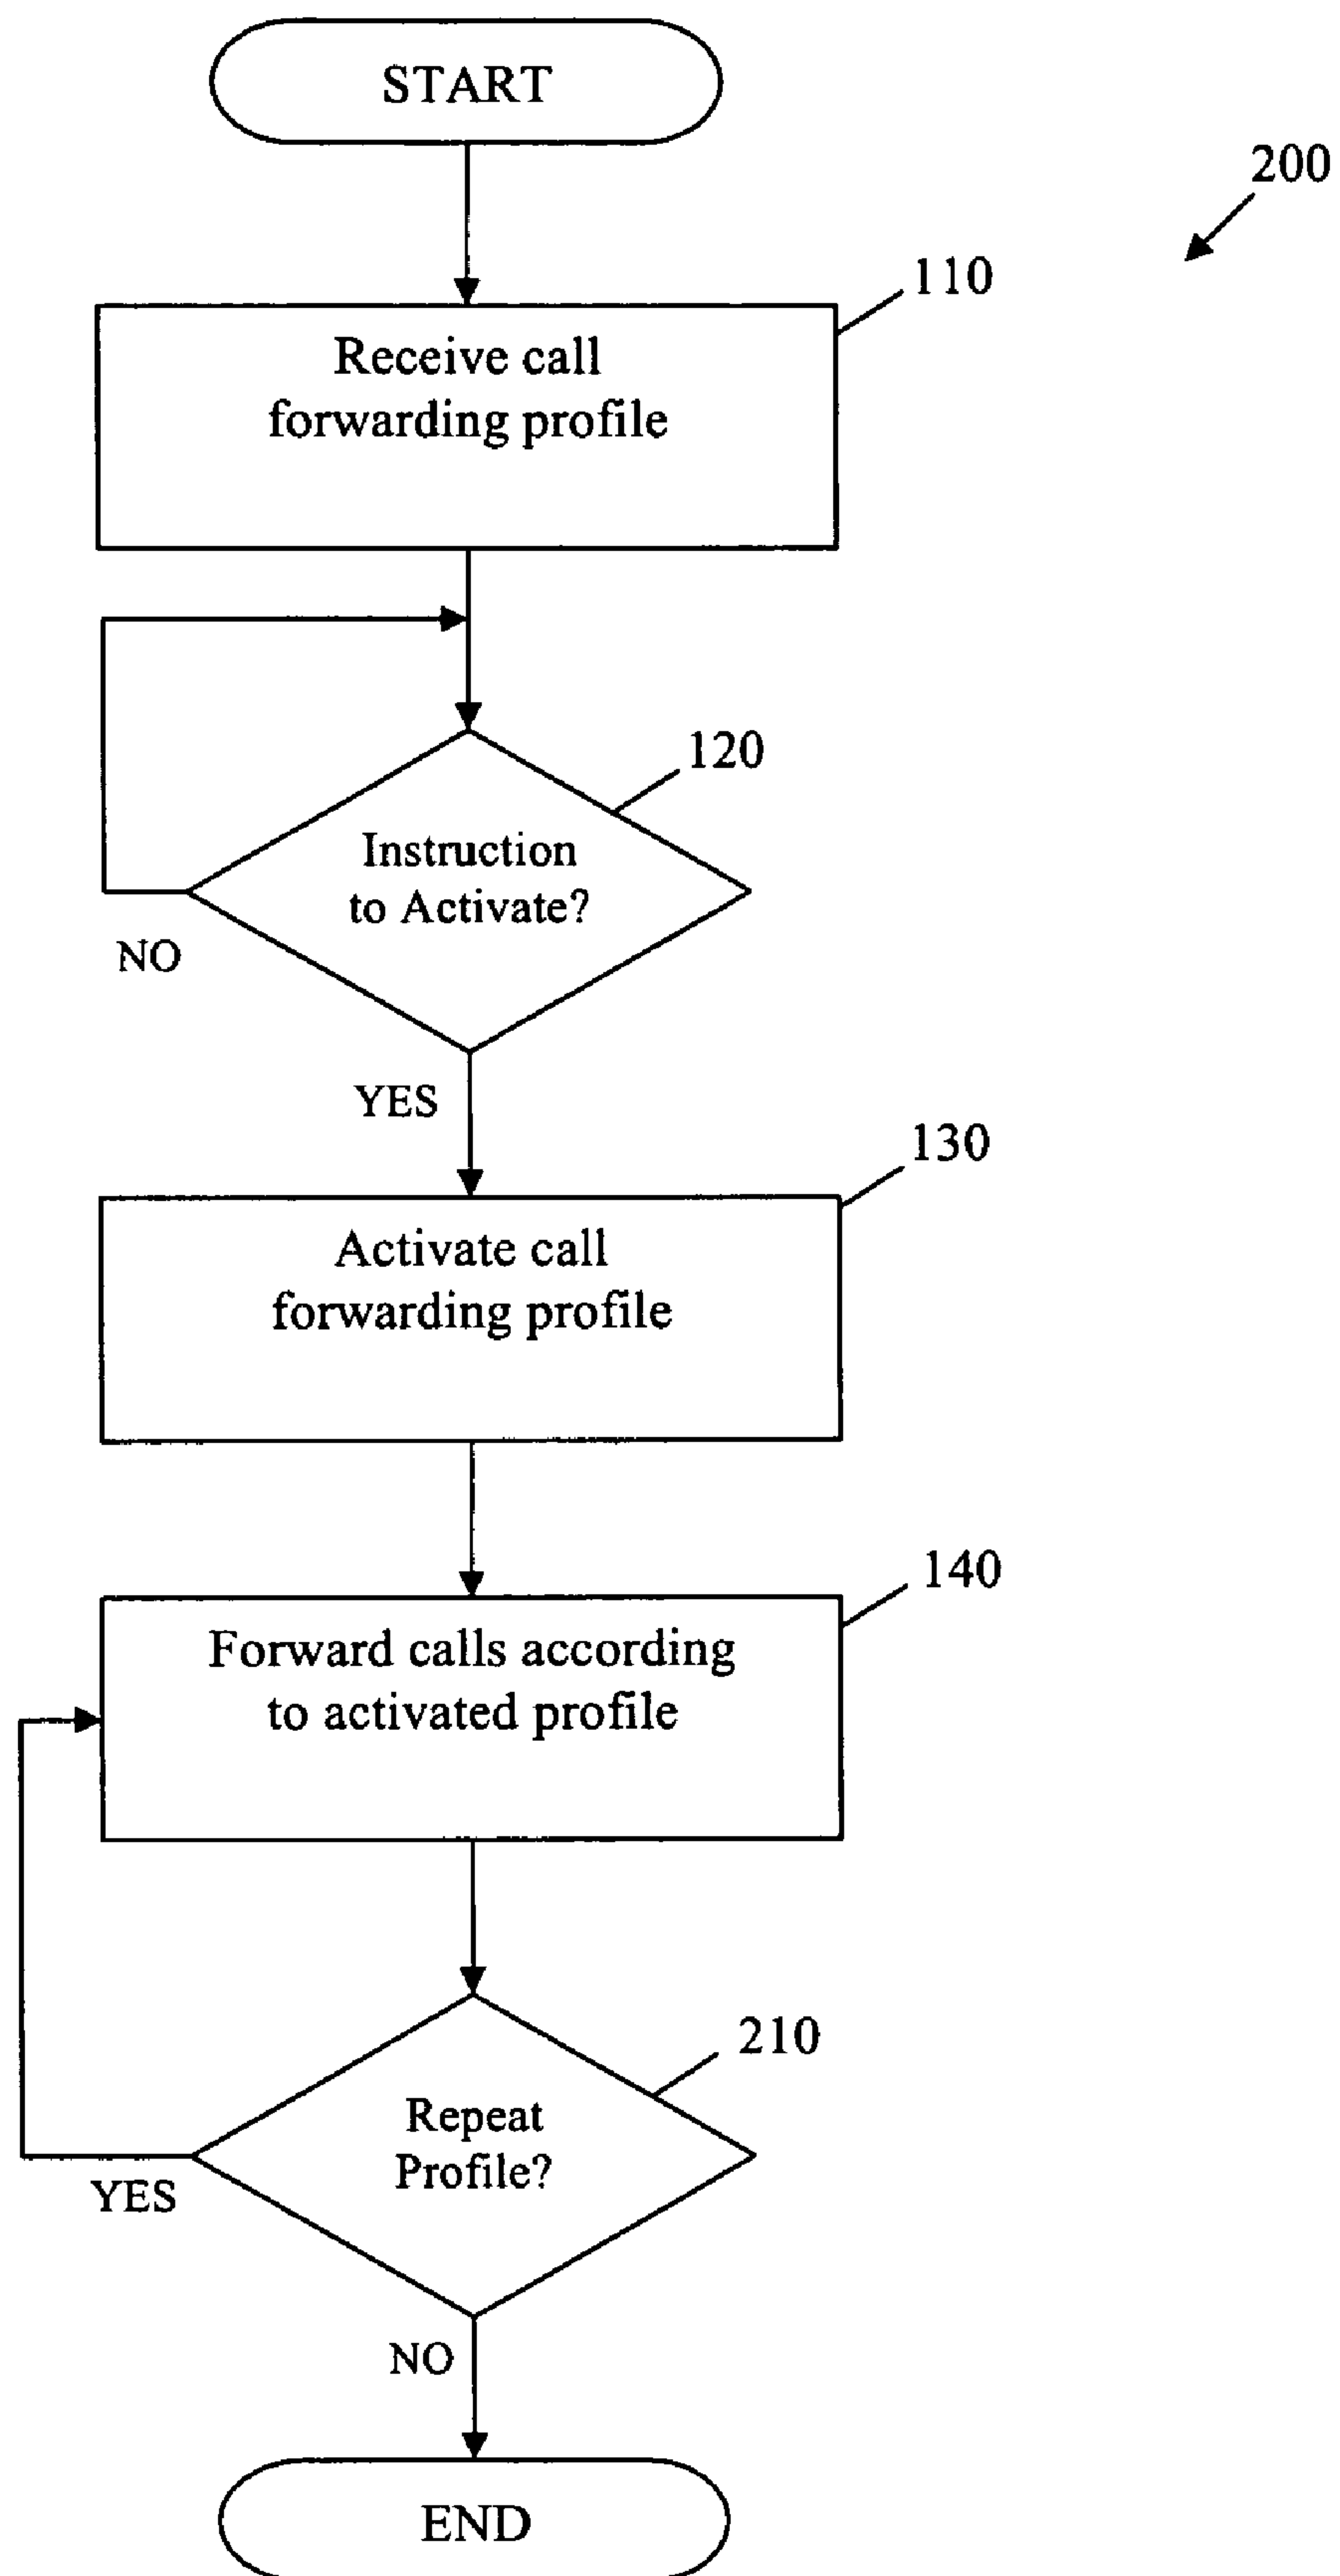 START
200
110
Receive call
forwarding profile
120
Instruction
to Activate?
NO
YES
130
Activate call
forwarding profile
140
Forward calls according
to activated profile
210
Repeat
Profile?
YES
NO
END